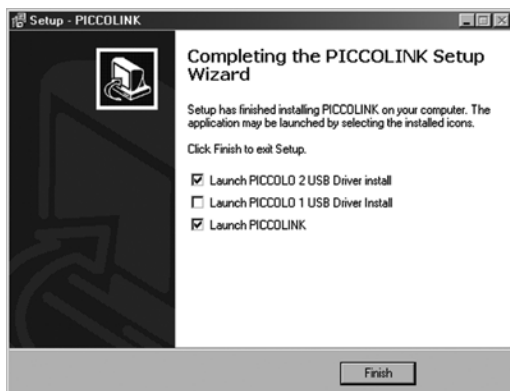 Setup - PICCOLINK
Completing the PICCOLINK Setup
Wizard
Setup has finished installing PICCOLINK on your computer. The
application may be launched by selecting the installed icons.
Click Finish to exit Setup.
Launch PICCOLO 2 USB Driver install
Launch PICCOLO 1 USB Driver Install
Launch PICCOLINK
Finish